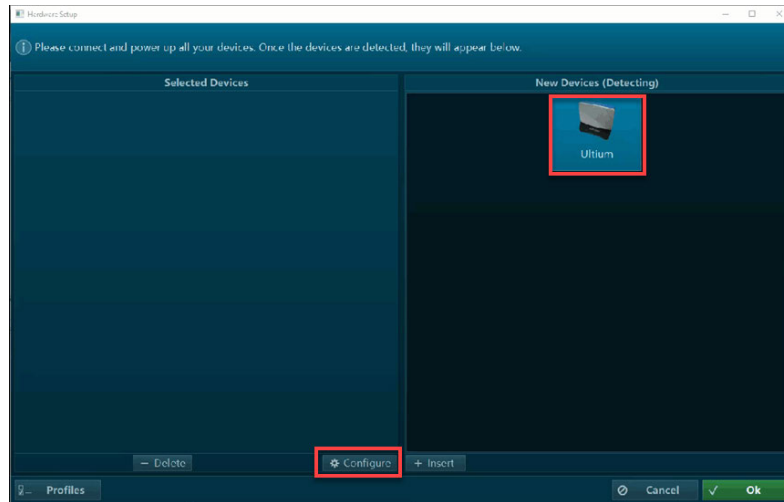 Hardware Setup
Please connect and power up all your devices. Once the devices are detected, they will appear below.
Selected Devices
New Devices (Detecting)
Ultium
Delete
Configure
Insert
Profiles
Cancel
Ok